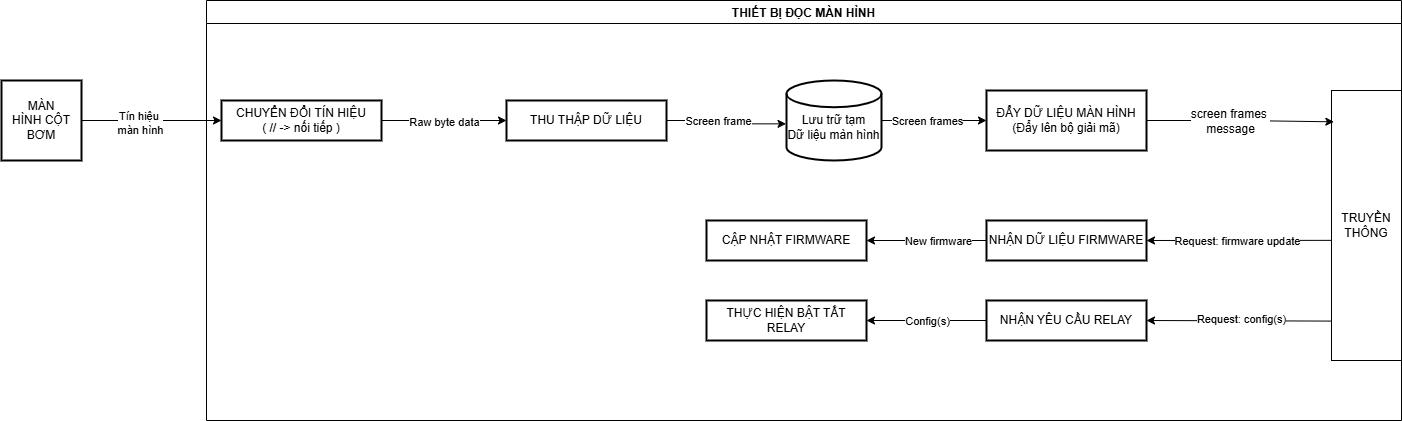 THIẾT BỊ ĐỌC MÀN HÌNH
MÀN
HÌNH CỘT
BƠM
Tín hiệu
màn hình
CHUYỂN ĐỔI TÍN HIỆU
( // -> nối tiếp )
Raw byte data
THU THẬP DỮ LIỆU
Screen frame
Lưu trữ tạm
Dữ liệu màn hình
Screen frames
ĐẨY DỮ LIỆU MÀN HÌNH
(Đẩy lên bộ giải mã)
screen frames
message
TRUYỀN
THÔNG
CẬP NHẬT FIRMWARE
New firmware
NHẬN DỮ LIỆU FIRMWARE
Request: firmware update
THỰC HIỆN BẬT TẮT
RELAY
Config(s)
NHẬN YÊU CẦU RELAY
Request: config(s)